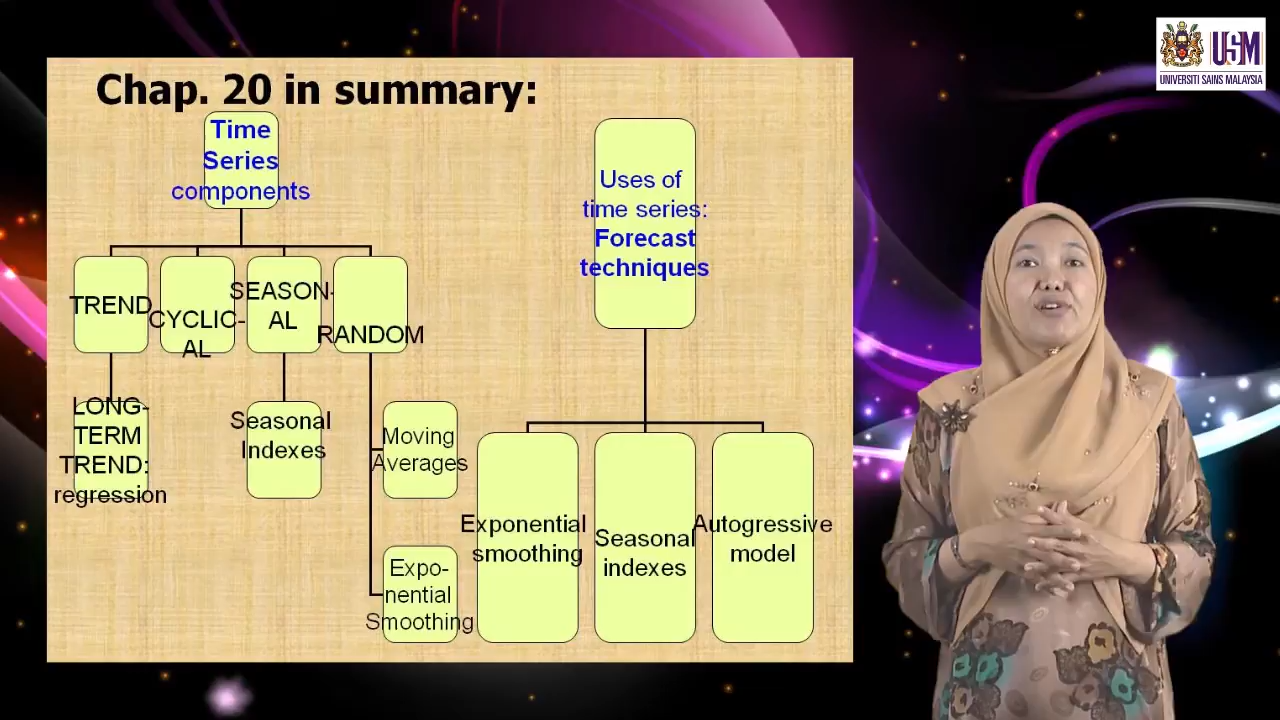 Chap. 20 in summary:
Time
Series
components
TREND
CYCLIC-
AL
SEASON-
AL
RANDOM
LONG-
TERM
TREND:
regression
Seasonal
Indexes
Moving
Averages
Expo-
nential
Smoothing
Uses of
time series:
Forecast
techniques
Exponential
smoothing
Seasonal
indexes
Autogressive
model
USM
UNIVERSITI SAINS MALAYSIA